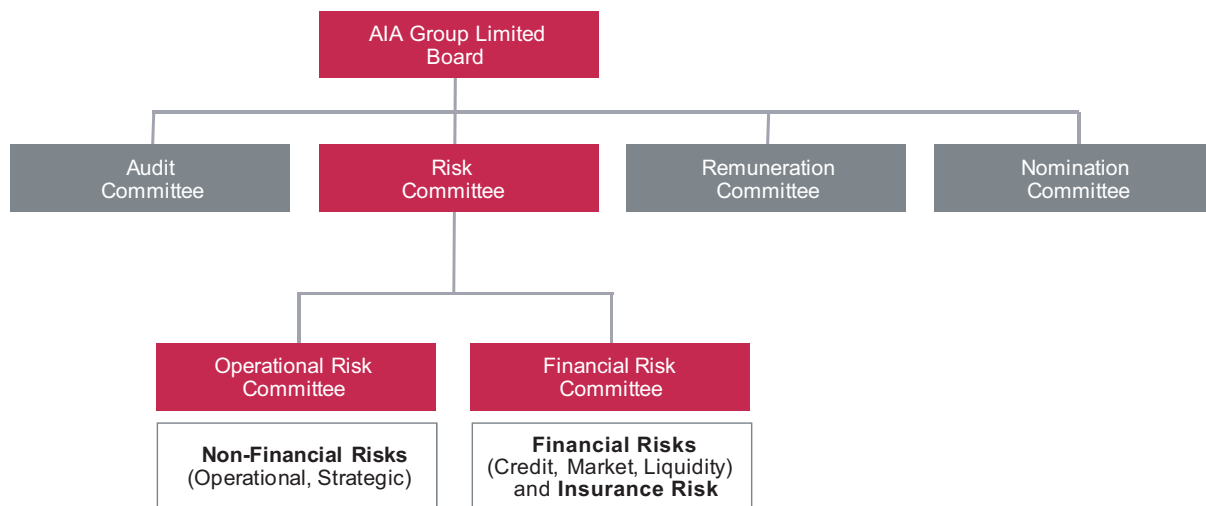 AIA Group Limited
Board
Audit
Committee
Risk
Committee
Remuneration
Committee
Nomination
Committee
Operational Risk
Committee
Financial Risk
Committee
Non-Financial Risks
(Operational, Strategic)
Financial Risks
(Credit, Market, Liquidity)
and Insurance Risk